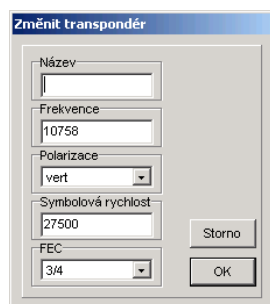 Změnit transpondér
Název
Frekvence
10758
Polarizace
vert
Symbolová rychlost
27500
Storno
FEC
3/4
OK